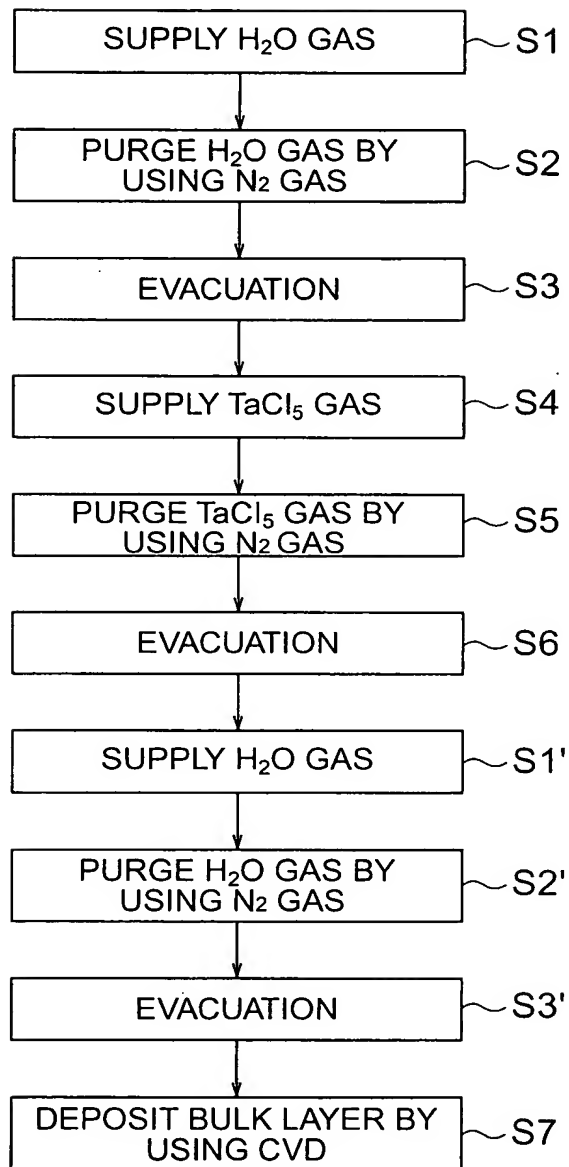 SUPPLY H₂O GAS S1
PURGE H₂O GAS BY
USING N₂ GAS S2
EVACUATION S3
SUPPLY TaCl₅ GAS S4
PURGE TaCl₅ GAS BY
USING N₂ GAS S5
EVACUATION S6
SUPPLY H₂O GAS S1'
PURGE H₂O GAS BY
USING N₂ GAS S2'
EVACUATION S3'
DEPOSIT BULK LAYER BY
USING CVD S7